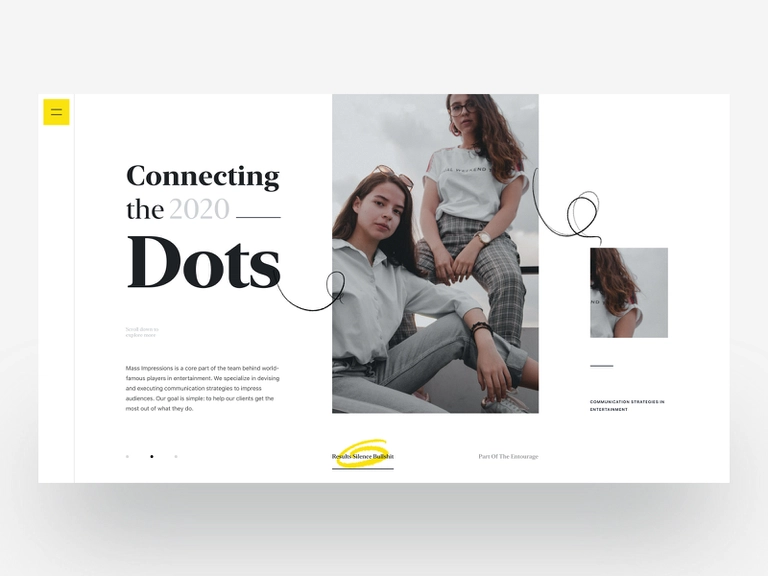 Connecting
the 2020
Dots
Scroll down to
explore more
Mass Impressions is a core part of the team behind world-
famous players in entertainment. We specialize in devising
and executing communication strategies to impress
audiences. Our goal is simple: to help our clients get the
most out of what they do.
COMMUNICATION STRATEGIES IN
ENTERTAINMENT
Results Silence Bullshit
Part Of The Entourage